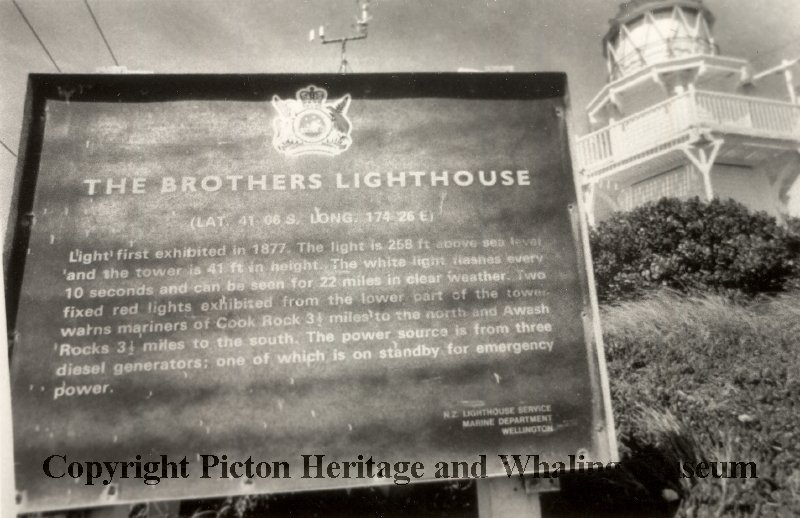 THE BROTHERS LIGHTHOUSE
(LAT. 41 06 S. LONG. 174 26 E)
Light first exhibited in 1877. The light is 258 ft above sea level
and the tower is 41 ft in height. The white light flashes every
10 seconds and can be seen for 22 miles in clear weather. Two
fixed red lights exhibited from the lower part of the tower
warns mariners of Cook Rock 3½ miles to the north and Awash
Rocks 3½ miles to the south. The power source is from three
diesel generators; one of which is on standby for emergency
power.
N.Z. LIGHTHOUSE SERVICE
MARINE DEPARTMENT
WELLINGTON
Copyright Picton Heritage and Whaling Museum